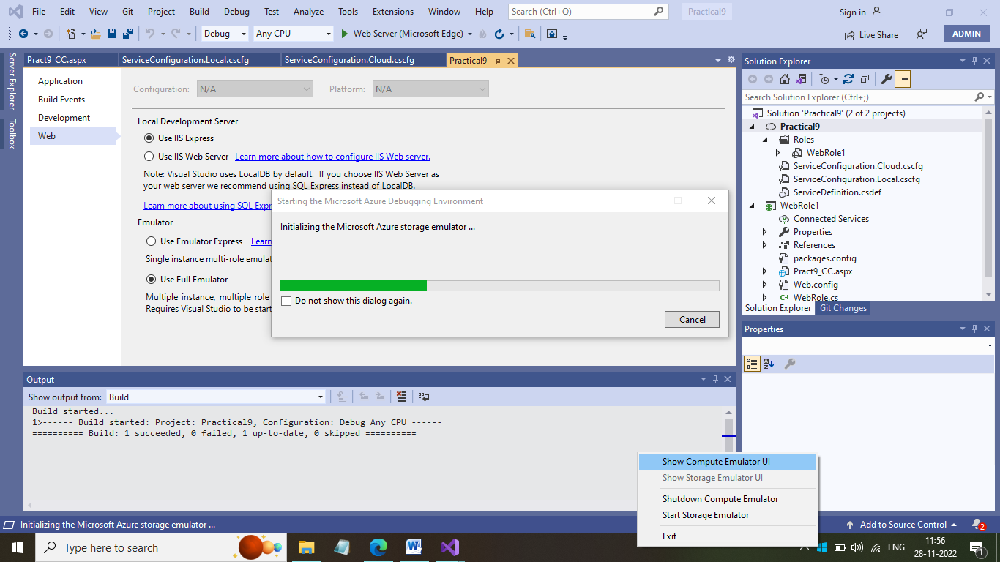 File Edit View Git Project Build Debug Test Analyze Tools Extensions Window Help Search (Ctrl+Q) Practical9 Sign in
Debug Any CPU Web Server (Microsoft Edge) Live Share ADMIN
Server Explorer
Toolbox
Pract9_CC.aspx ServiceConfiguration.Local.cscfg ServiceConfiguration.Cloud.cscfg Practical9
Application
Build Events
Development
Web
Configuration: N/A Platform: N/A
Local Development Server
Use IIS Express
Use IIS Web Server Learn more about how to configure IIS Web server.
Note: Visual Studio uses LocalDB by default. If you choose IIS Web Server as
your web server we recommend using SQL Express instead of LocalDB.
Learn more about using SQL Expr
Emulator
Use Emulator Express Learn
Single instance multi-role emulat
Use Full Emulator
Multiple instance, multiple role
Requires Visual Studio to be start
Starting the Microsoft Azure Debugging Environment
Initializing the Microsoft Azure storage emulator ...
Do not show this dialog again.
Cancel
Solution Explorer
Search Solution Explorer (Ctrl+;)
Solution 'Practical9' (2 of 2 projects)
Practical9
Roles
WebRole1
ServiceConfiguration.Cloud.cscfg
ServiceConfiguration.Local.cscfg
ServiceDefinition.csdef
WebRole1
Connected Services
Properties
References
packages.config
Pract9_CC.aspx
Web.config
C# WebRole.cs
Solution Explorer Git Changes
Properties
Output
Show output from: Build
Build started...
1>------ Build started: Project: Practical9, Configuration: Debug Any CPU ------
========== Build: 1 succeeded, 0 failed, 1 up-to-date, 0 skipped ==========
Show Compute Emulator UI
Show Storage Emulator UI
Shutdown Compute Emulator
Start Storage Emulator
Exit
Initializing the Microsoft Azure storage emulator ... Add to Source Control 2
Type here to search ENG 11:56
28-11-2022 1